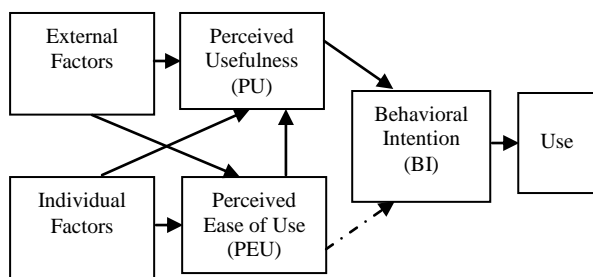 External
Factors
Perceived
Usefulness
(PU)
Behavioral
Intention
(BI)
Use
Individual
Factors
Perceived
Ease of Use
(PEU)